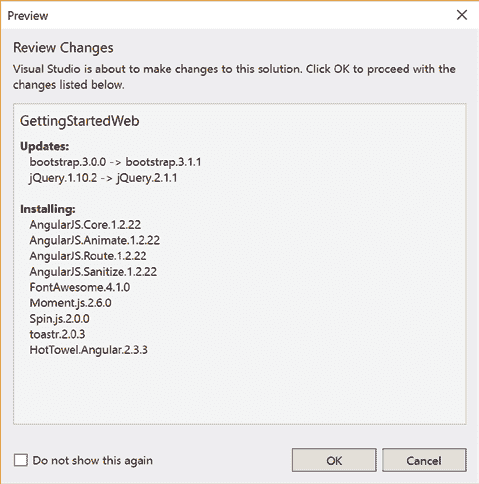 Preview
Review Changes
Visual Studio is about to make changes to this solution. Click OK to proceed with the
changes listed below.
GettingStartedWeb
Updates:
bootstrap.3.0.0 -> bootstrap.3.1.1
jQuery.1.10.2 -> jQuery.2.1.1
Installing:
AngularJS.Core.1.2.22
AngularJS.Animate.1.2.22
AngularJS.Route.1.2.22
AngularJS.Sanitize.1.2.22
FontAwesome.4.1.0
Moment.js.2.6.0
Spin.js.2.0.0
toastr.2.0.3
HotTowel.Angular.2.3.3
Do not show this again
OK
Cancel